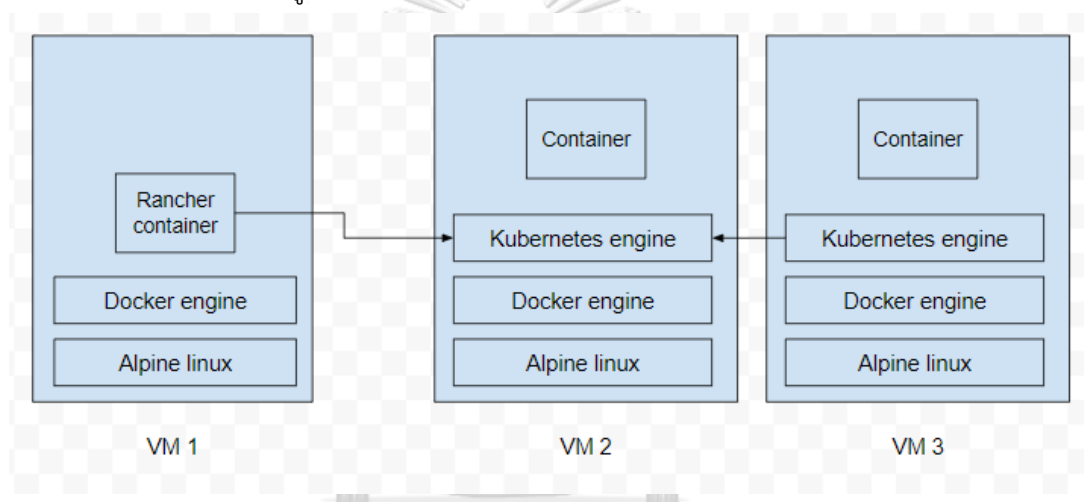 Rancher
container
Docker engine
Alpine linux
VM 1
Container
Kubernetes engine
Docker engine
Alpine linux
VM 2
Container
Kubernetes engine
Docker engine
Alpine linux
VM 3